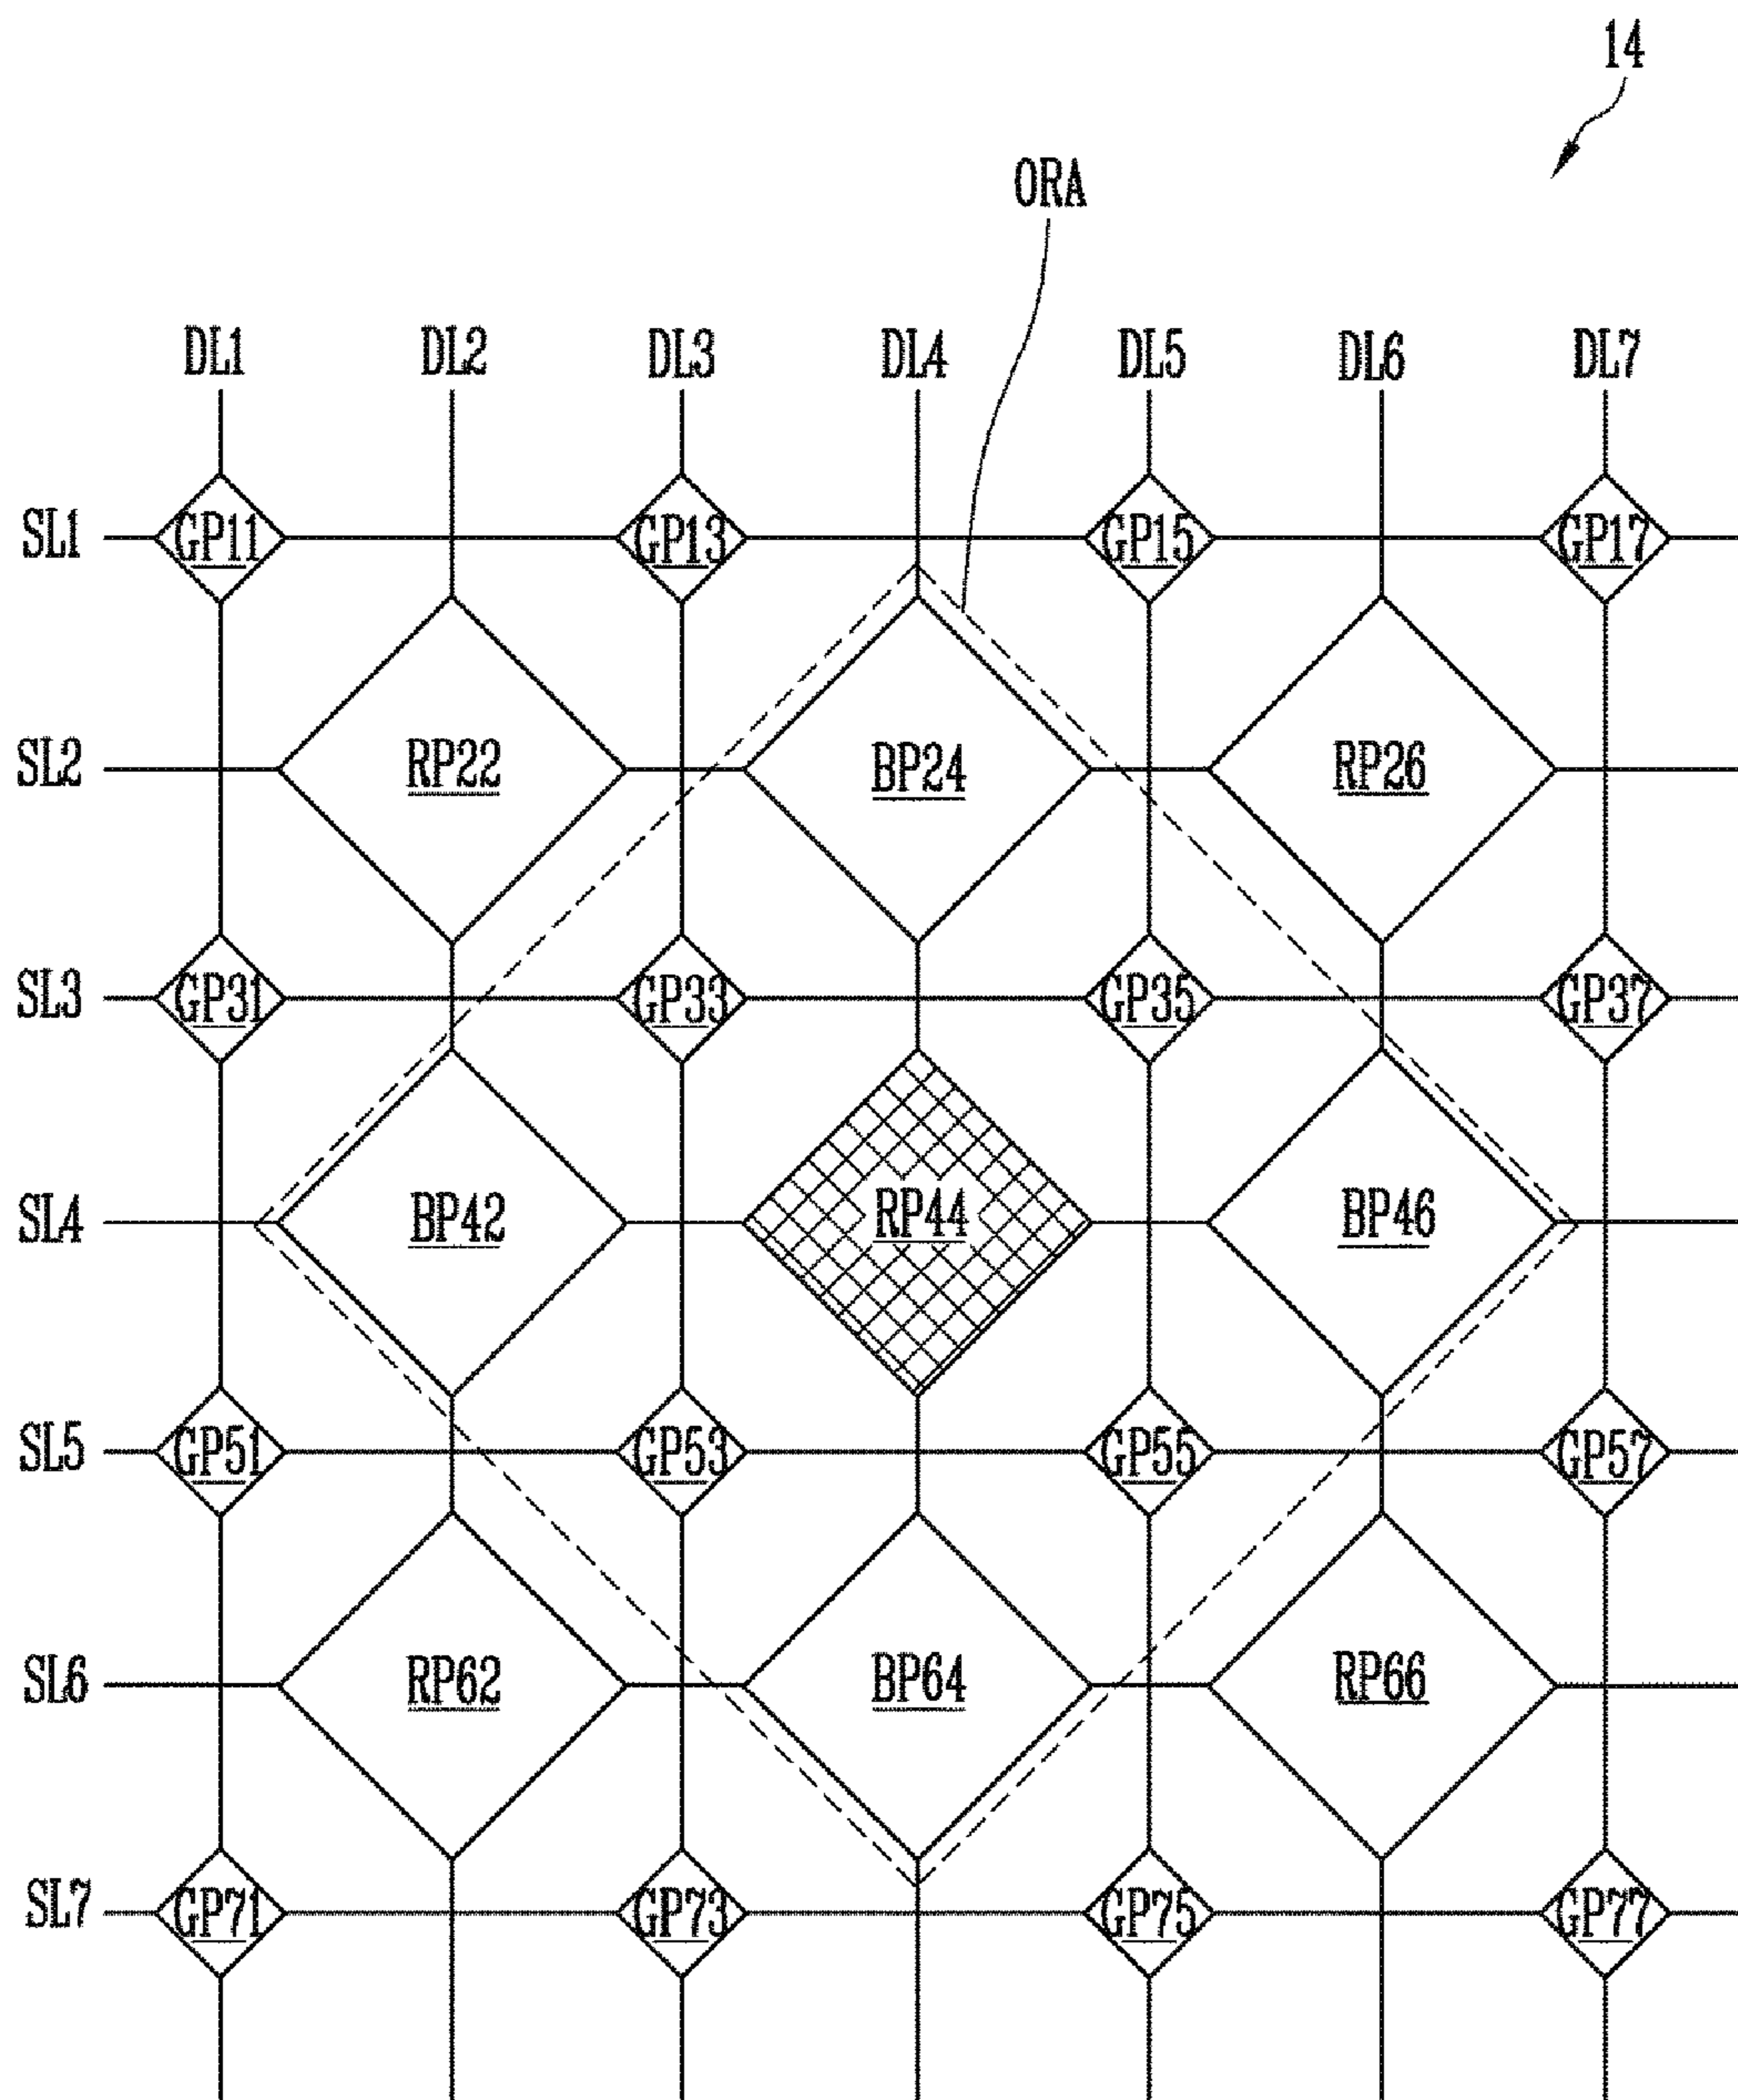 14
ORA
DL1 DL2 DL3 DL4 DL5 DL6 DL7
SL1 GP11 GP13 GP15 GP17
SL2 RP22 BP24 RP26
SL3 GP31 GP33 GP35 GP37
SL4 BP42 RP44 BP46
SL5 GP51 GP53 GP55 GP57
SL6 RP62 BP64 RP66
SL7 GP71 GP73 GP75 GP77